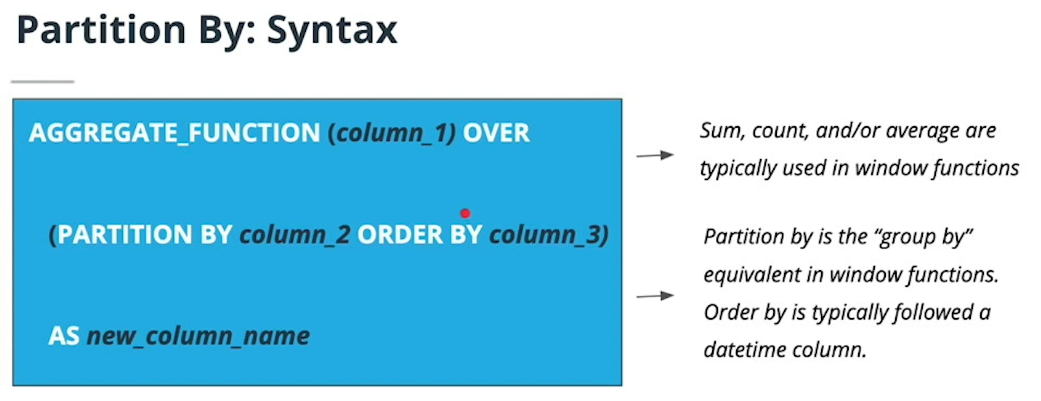 Partition By: Syntax
AGGREGATE_FUNCTION (column_1) OVER
(PARTITION BY column_2 ORDER BY column_3)
AS new_column_name
Sum, count, and/or average are
typically used in window functions
Partition by is the “group by”
equivalent in window functions.
Order by is typically followed a
datetime column.